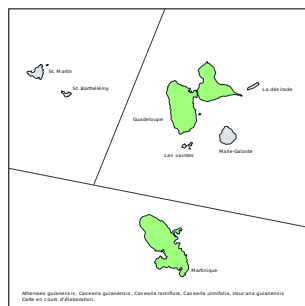 St. Martin
St. Barthélémy
La désirade
Guadeloupe
Les saintes
Marie-Galante
Martinique
Athenaea guianensis, Casearia guianensis, Casearia ramiflora, Casearia ulmifolia, Irucana guianensis
Carte en cours d'élaboration.